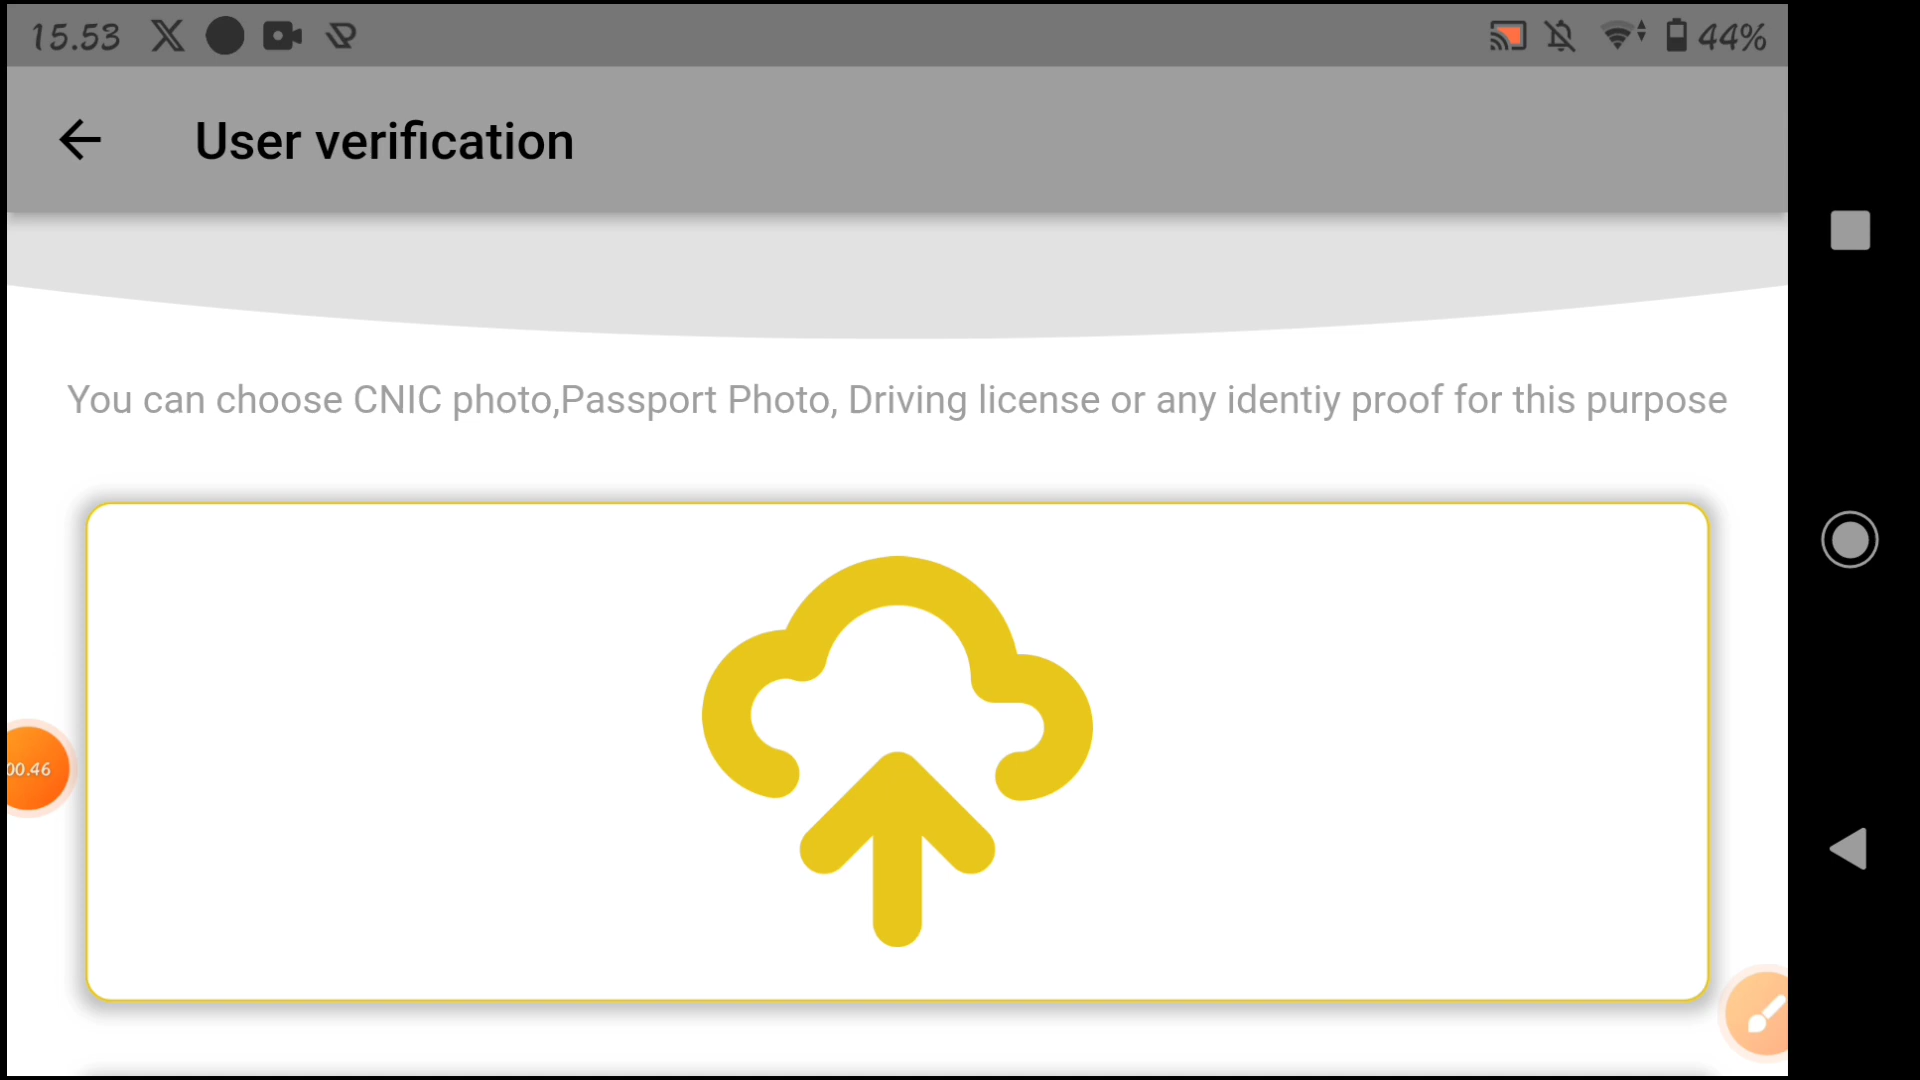 15.53
44%
User verification
You can choose CNIC photo,Passport Photo, Driving license or any identiy proof for this purpose
00.46